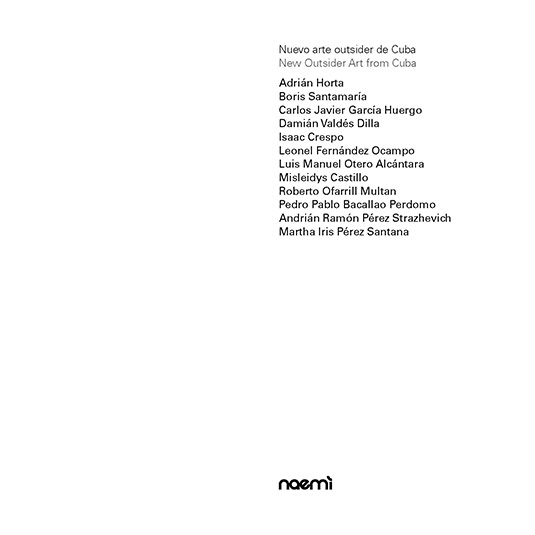 Nuevo arte outsider de Cuba
New Outsider Art from Cuba
Adrián Horta
Boris Santamaría
Carlos Javier García Huergo
Damián Valdés Dilla
Isaac Crespo
Leonel Fernández Ocampo
Luis Manuel Otero Alcántara
Misleidys Castillo
Roberto Ofarrill Multan
Pedro Pablo Bacallao Perdomo
Andrián Ramón Pérez Strazhevich
Martha Iris Pérez Santana
naemì